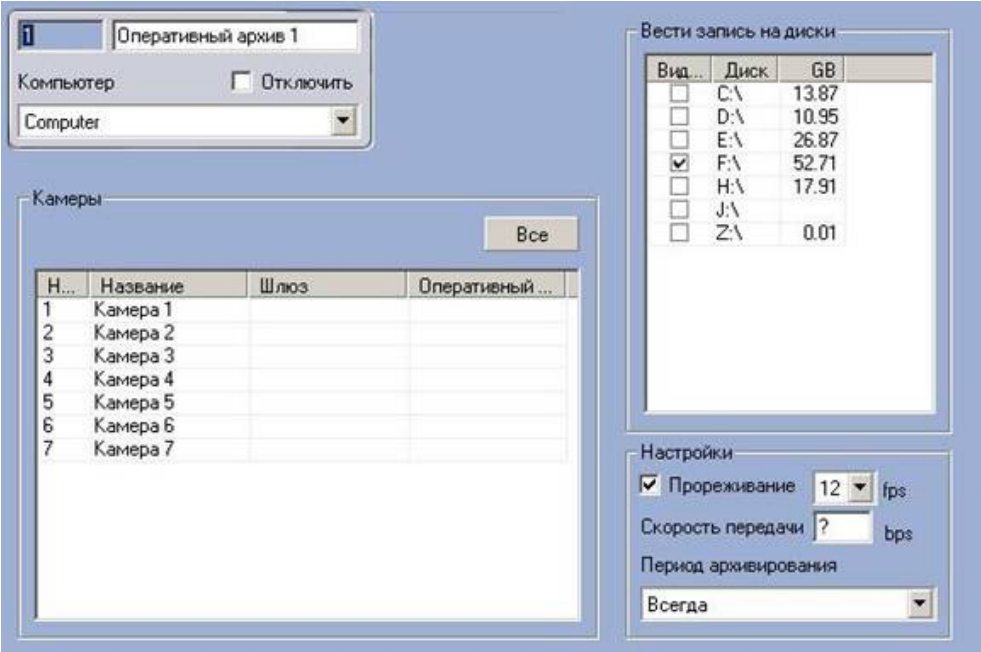 1 Оперативный архив 1
Компьютер Отключить
Computer
Камеры
Все
Н... Название Шлюз Оперативный ...
1 Камера 1
2 Камера 2
3 Камера 3
4 Камера 4
5 Камера 5
6 Камера 6
7 Камера 7
Вести запись на диски
Вид... Диск GB
C:\ 13.87
D:\ 10.95
E:\ 26.87
F:\ 52.71
H:\ 17.91
J:\
Z:\ 0.01
Настройки
Прореживание 12 fps
Скорость передачи ? bps
Период архивирования
Всегда